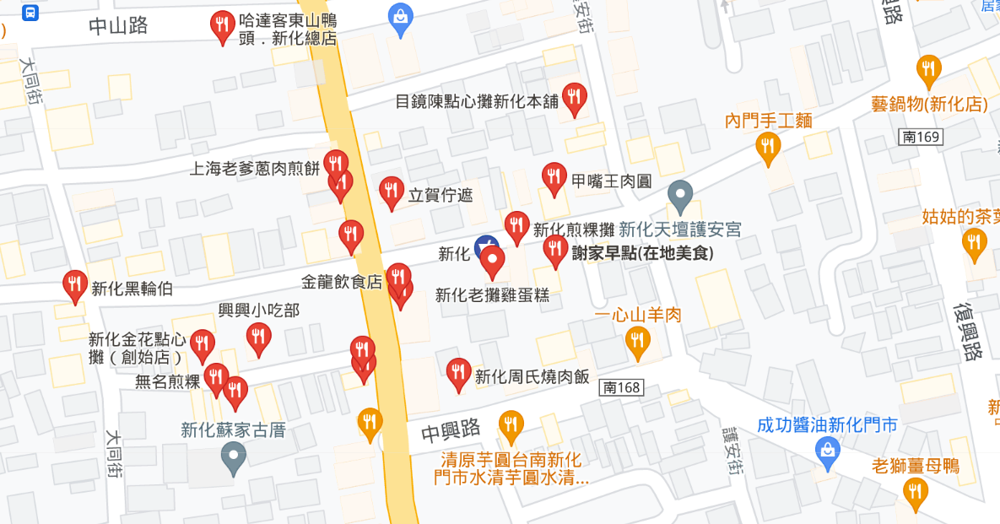 中山路
哈達客東山鴨
頭．新化總店
大同街
安街
興路
居家
目鏡陳點心攤新化本舖
藝鍋物(新化店)
內門手工麵
南169
上海老爹蔥肉煎餅
甲嘴王肉圓
立賀佇遮
姑姑的茶葉
新化煎粿攤
新化天壇護安宮
新化
謝家早點(在地美食)
金龍飲食店
新化黑輪伯
新化老攤雞蛋糕
興興小吃部
一心山羊肉
復興路
新化金花點心
攤（創始店）
無名煎粿
新化周氏燒肉飯
南168
新化蘇家古厝
中興路
成功醬油新化門市
大同街
護安街
清原芋圓台南新化
門市水清芋圓水清...
老獅薑母鴨